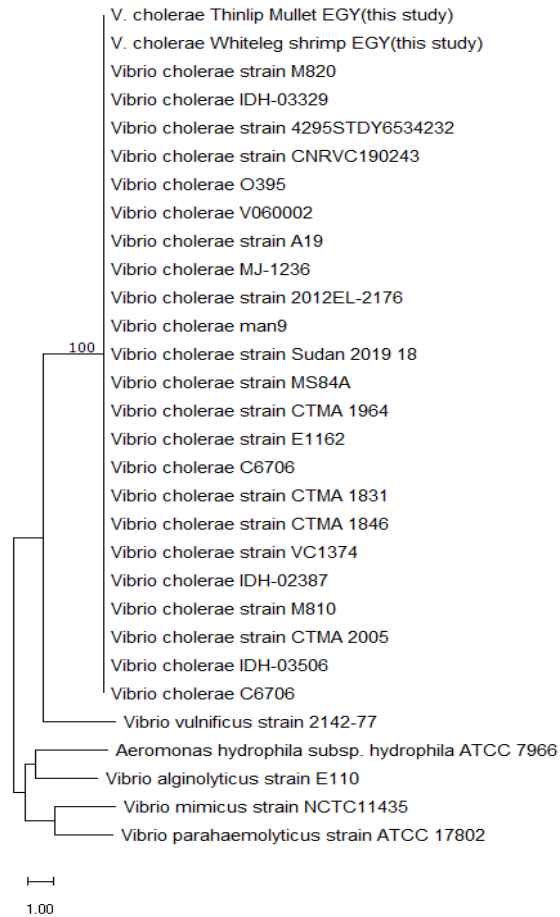 V. cholerae Thinlip Mullet EGY(this study)
V. cholerae Whiteleg shrimp EGY(this study)
Vibrio cholerae strain M820
Vibrio cholerae IDH-03329
Vibrio cholerae strain 4295STDY6534232
Vibrio cholerae strain CNRVC190243
Vibrio cholerae O395
Vibrio cholerae V060002
Vibrio cholerae strain A19
Vibrio cholerae MJ-1236
Vibrio cholerae strain 2012EL-2176
Vibrio cholerae man9
100
Vibrio cholerae strain Sudan 2019 18
Vibrio cholerae strain MS84A
Vibrio cholerae strain CTMA 1964
Vibrio cholerae strain E1162
Vibrio cholerae C6706
Vibrio cholerae strain CTMA 1831
Vibrio cholerae strain CTMA 1846
Vibrio cholerae strain VC1374
Vibrio cholerae IDH-02387
Vibrio cholerae strain M810
Vibrio cholerae strain CTMA 2005
Vibrio cholerae IDH-03506
Vibrio cholerae C6706
Vibrio vulnificus strain 2142-77
Aeromonas hydrophila subsp. hydrophila ATCC 7966
Vibrio alginolyticus strain E110
Vibrio mimicus strain NCTC11435
Vibrio parahaemolyticus strain ATCC 17802
1.00